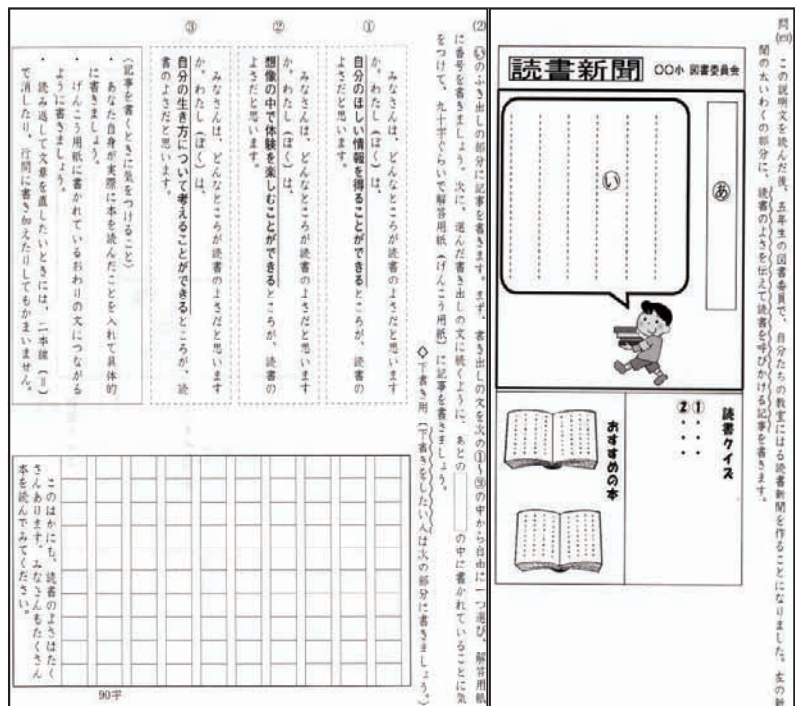 問(四) この説明文を読んだ後、五年生の図書委員で、自分たちの教室にはる読書新聞を作ることになりました。左の新
聞の太いわくの部分に、読書のよさを伝えて読書を呼びかける記事を書きます。
読書新聞
〇〇小 図書委員会
あ
い
読書クイズ
①・・・
②・・・
おすすめの本
(2) いのふき出しの部分に記事を書きます。まず、書き出しの文を次の①～③の中から自由に一つ選び、解答用紙
に番号を書きましょう。次に、選んだ書き出しの文に続くように、あとの　の中に書かれていることに気
をつけて、九十字ぐらいで解答用紙（げんこう用紙）に記事を書きましょう。
◇下書き用〔下書きをしたい人は次の部分に書きましょう。〕
①
みなさんは、どんなところが読書のよさだと思います
か。わたし（ぼく）は、
自分のほしい情報を得ることができるところが、読書の
よさだと思います。
②
みなさんは、どんなところが読書のよさだと思います
か。わたし（ぼく）は、
想像の中で体験を楽しむことができるところが、読書の
よさだと思います。
③
みなさんは、どんなところが読書のよさだと思います
か。わたし（ぼく）は、
自分の生き方について考えることができるところが、読
書のよさだと思います。
〈記事を書くときに気をつけること〉
・あなた自身が実際に本を読んだことを入れて具体的
に書きましょう。
・げんこう用紙に書かれているおわりの文につながる
ように書きましょう。
・読み返して文章を直したいときには、二本線（＝）
で消したり、行間に書き加えたりしてもかまいません。
このほかにも、読書のよさはたく
さんあります。みなさんもたくさん
本を読んでみてください。
90字